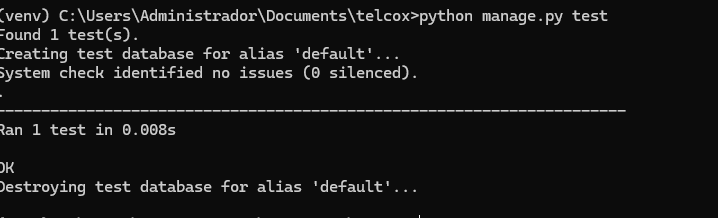 (venv) C:\Users\Administrador\Documents\telcox>python manage.py test
Found 1 test(s).
Creating test database for alias 'default'...
System check identified no issues (0 silenced).
.
----------------------------------------------------------------------
Ran 1 test in 0.008s
OK
Destroying test database for alias 'default'...